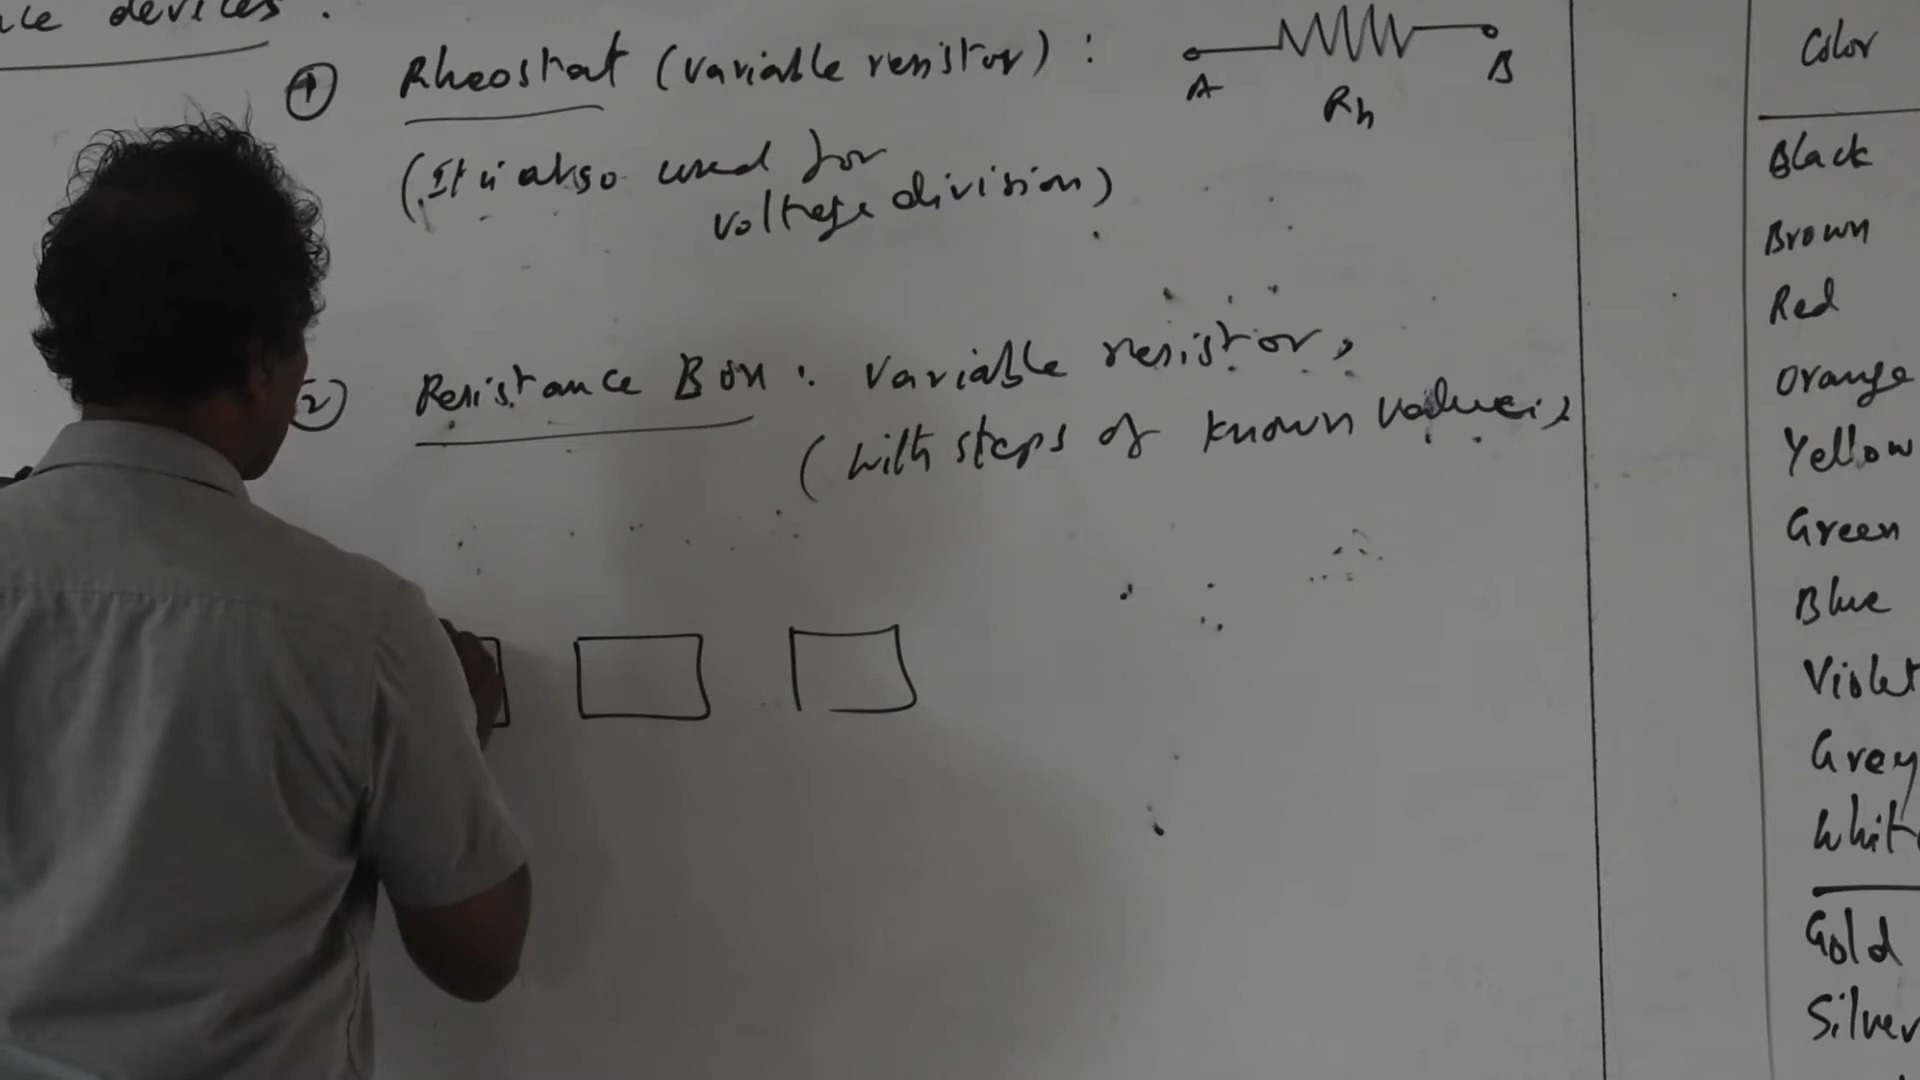 devices.
① Rheostat (variable resistor) :
A Rh B
(It is also used for
voltage division)
② Resistance Box : variable resistor,
(with steps of known values)
Color
Black
Brown
Red
Orange
Yellow
Green
Blue
Violet
Grey
White
Gold
Silver